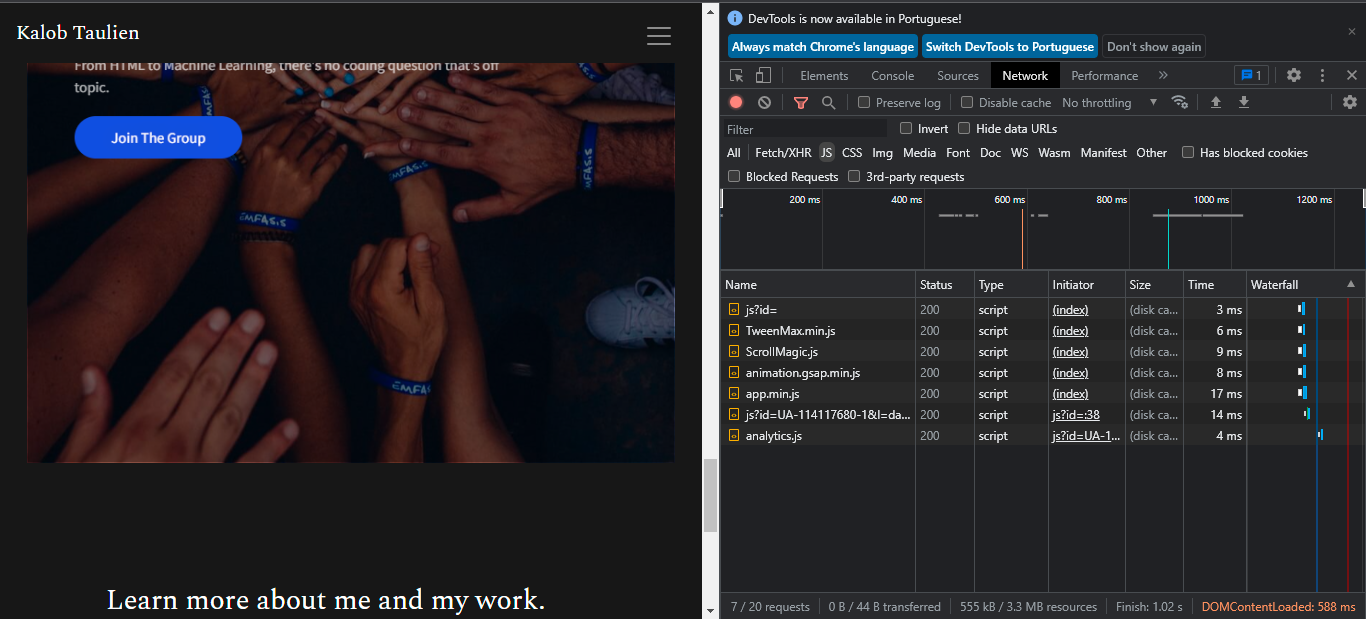 Kalob Taulien
From HTML to Machine Learning, there's no coding question that's off
topic.
Join The Group
EMFASIS
EMFASIS
EMFASIS
EMFASIS
Learn more about me and my work.
DevTools is now available in Portuguese!
Always match Chrome's language Switch DevTools to Portuguese Don't show again
Elements Console Sources Network Performance 1
Preserve log Disable cache No throttling
Filter Invert Hide data URLs
All Fetch/XHR JS CSS Img Media Font Doc WS Wasm Manifest Other Has blocked cookies
Blocked Requests 3rd-party requests
200 ms 400 ms 600 ms 800 ms 1000 ms 1200 ms
Name Status Type Initiator Size Time Waterfall
js?id= 200 script (index) (disk ca... 3 ms
TweenMax.min.js 200 script (index) (disk ca... 6 ms
ScrollMagic.js 200 script (index) (disk ca... 9 ms
animation.gsap.min.js 200 script (index) (disk ca... 8 ms
app.min.js 200 script (index) (disk ca... 17 ms
js?id=UA-114117680-1&l=da... 200 script js?id=:38 (disk ca... 14 ms
analytics.js 200 script js?id=UA-1... (disk ca... 4 ms
7 / 20 requests 0 B / 44 B transferred 555 kB / 3.3 MB resources Finish: 1.02 s DOMContentLoaded: 588 ms